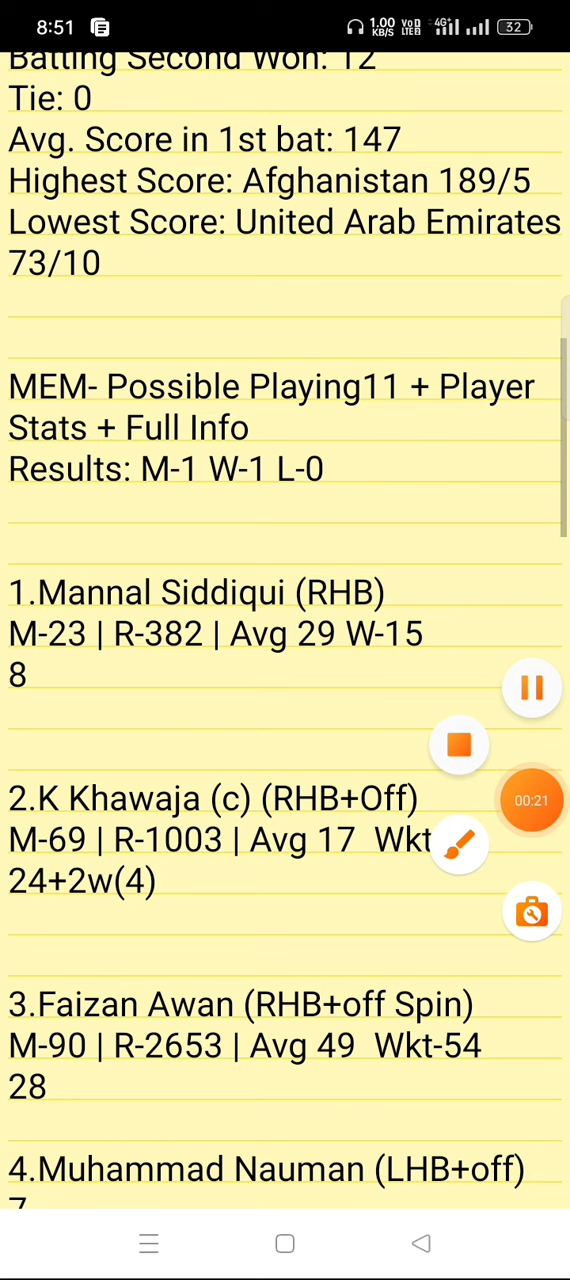 8:51
1.00 KB/S
VoD LTE2
4G+
32
Batting Second Won: 12
Tie: 0
Avg. Score in 1st bat: 147
Highest Score: Afghanistan 189/5
Lowest Score: United Arab Emirates
73/10
MEM- Possible Playing11 + Player
Stats + Full Info
Results: M-1 W-1 L-0
1.Mannal Siddiqui (RHB)
M-23 | R-382 | Avg 29 W-15
8
2.K Khawaja (c) (RHB+Off)
M-69 | R-1003 | Avg 17 Wkt
24+2w(4)
00:21
3.Faizan Awan (RHB+off Spin)
M-90 | R-2653 | Avg 49 Wkt-54
28
4.Muhammad Nauman (LHB+off)